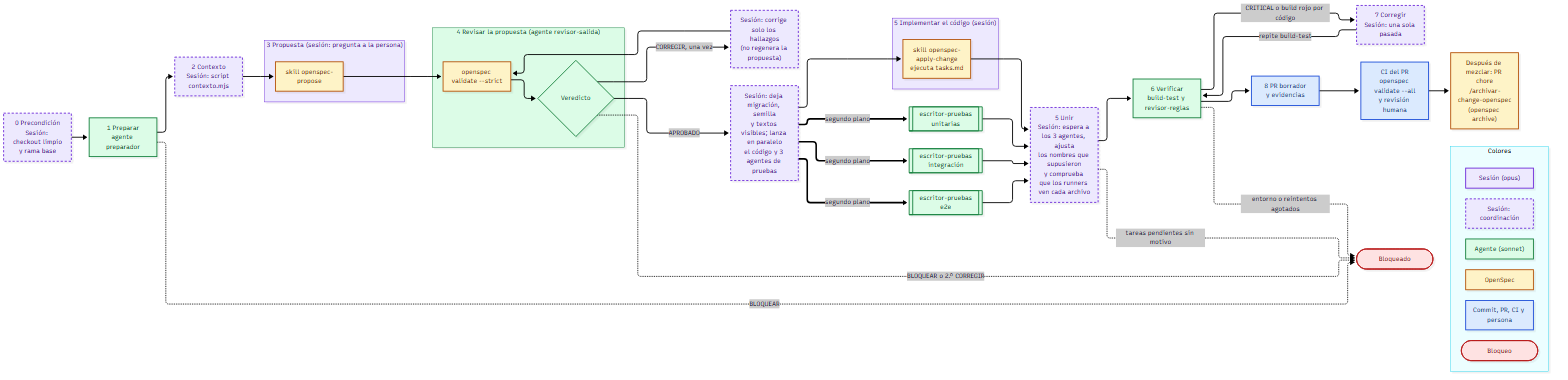 0 Precondición
Sesión:
checkout limpio
y rama base
1 Preparar
agente
preparador
2 Contexto
Sesión: script
contexto.mjs
3 Propuesta (sesión: pregunta a la persona)
skill openspec-
propose
4 Revisar la propuesta (agente revisor-salida)
openspec
validate --strict
Veredicto
CORREGIR, una vez
APROBADO
Sesión: corrige
solo los
hallazgos
(no regenera la
propuesta)
Sesión: deja
migración,
semilla
y textos
visibles; lanza
en paralelo
el código y 3
agentes de
pruebas
5 Implementar el código (sesión)
skill openspec-
apply-change
ejecuta tasks.md
segundo plano
escritor-pruebas
unitarias
segundo plano
escritor-pruebas
integración
segundo plano
escritor-pruebas
e2e
5 Unir
Sesión: espera a
los 3 agentes,
ajusta
los nombres que
supusieron
y comprueba
que los runners
ven cada archivo
6 Verificar
build-test y
revisor-reglas
CRITICAL o build rojo por
código
repite build-test
7 Corregir
Sesión: una sola
pasada
8 PR borrador
y evidencias
CI del PR
openspec
validate --all
y revisión
humana
Después de
mezclar: PR
chore
/archivar-
change-openspec
(openspec
archive)
entorno o reintentos
agotados
tareas pendientes sin
motivo
BLOQUEAR o 2.º CORREGIR
BLOQUEAR
Bloqueado
Colores
Sesión (opus)
Sesión:
coordinación
Agente (sonnet)
OpenSpec
Commit, PR, CI y
persona
Bloqueo